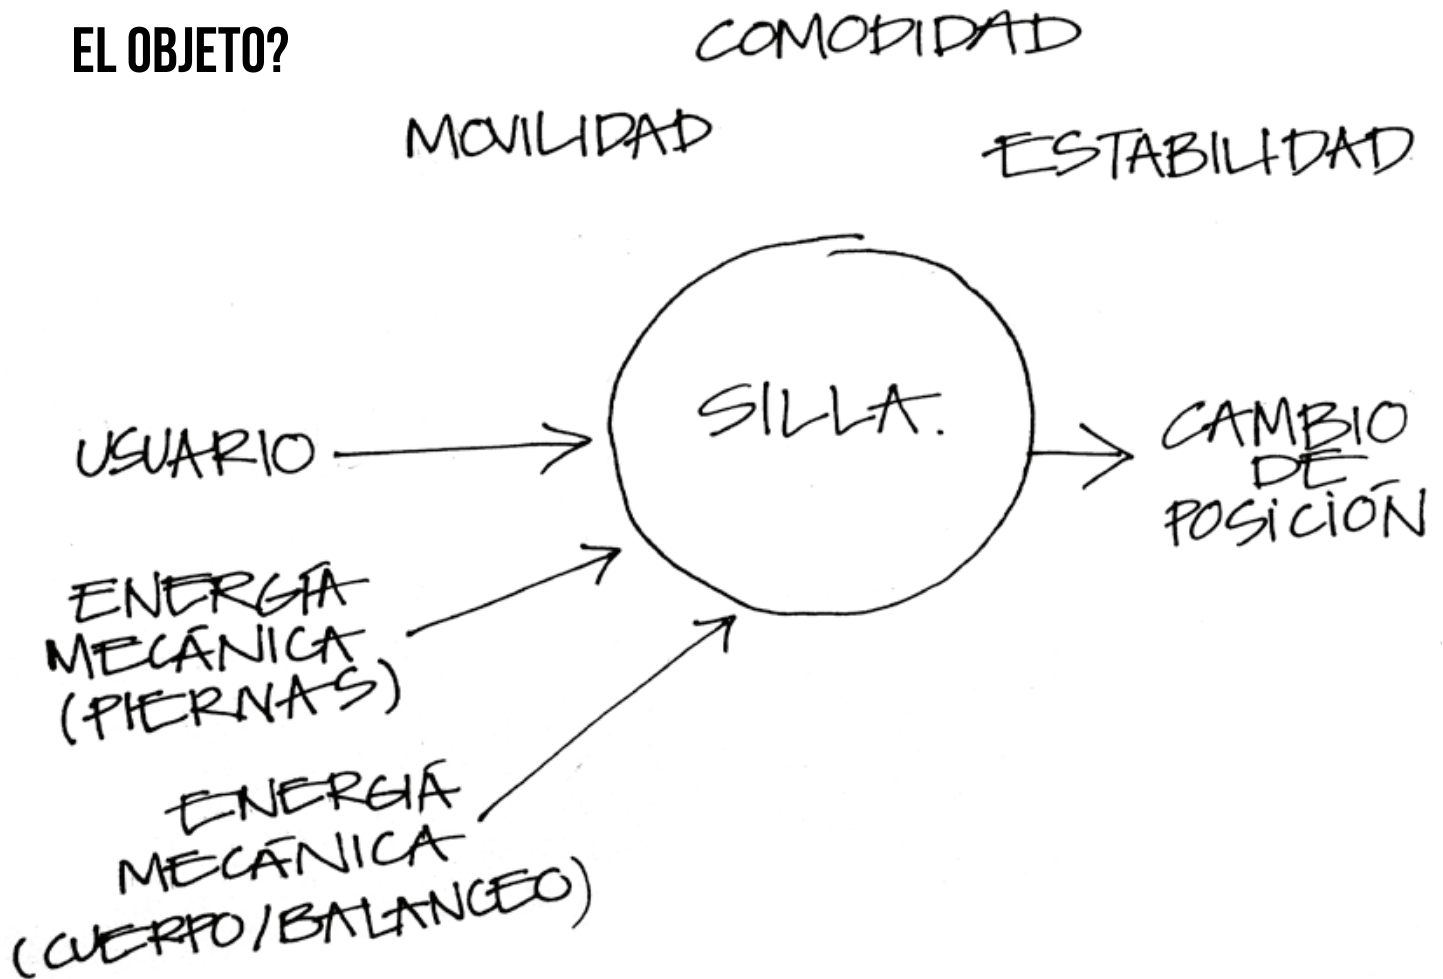 EL OBJETO?
COMODIDAD
MOVILIDAD
ESTABILIDAD
SILLA.
USUARIO
CAMBIO
DE
POSICIÓN
ENERGÍA
MECÁNICA
(PIERNAS)
ENERGÍA
MECÁNICA
(CUERPO/BALANCEO)